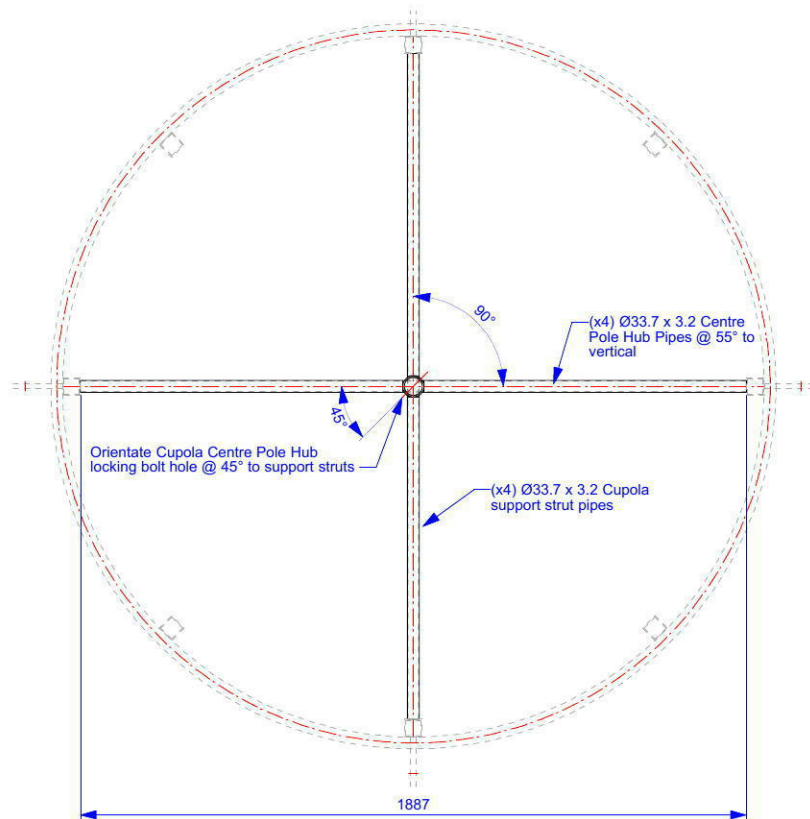 90°
(x4) Ø33.7 x 3.2 Centre
Pole Hub Pipes @ 55° to
vertical
45°
Orientate Cupola Centre Pole Hub
locking bolt hole @ 45° to support struts
(x4) Ø33.7 x 3.2 Cupola
support strut pipes
1887